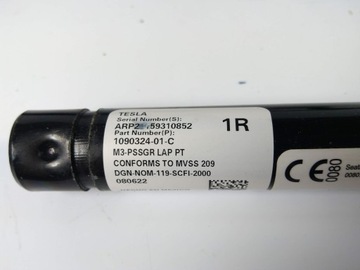 TESLA
Serial Number(S):
59310852
Part Number(P):
1090324-01-C
M3-PSSGR LAP PT
CONFORMS TO MVSS 209
DGN-NOM-119-SCFI-2000
080622
1R
CE
0080